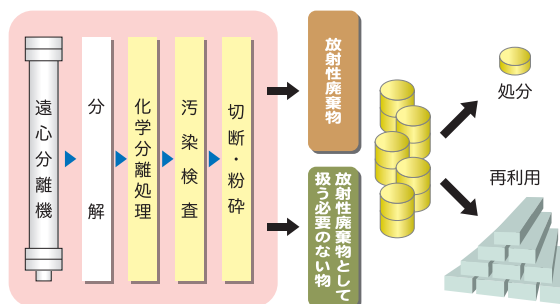 遠心分離機
分解
化学分離処理
汚染検査
切断・粉砕
放射性廃棄物
放射性廃棄物として
扱う必要のない物
処分
再利用